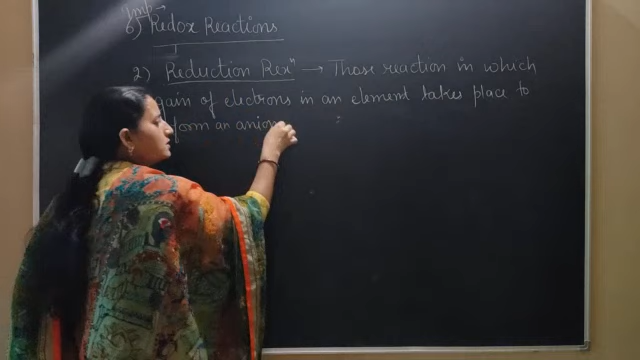 Imp →
6) Redox Reactions
2) Reduction Rexⁿ → Those reaction in which
gain of electrons in an element takes place to
form an anion